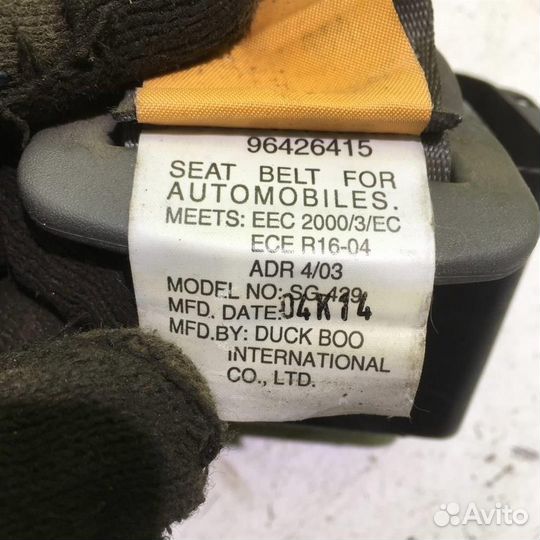 96426415
SEAT BELT FOR
AUTOMOBILES.
MEETS: EEC 2000/3/EC
ECE R16-04
ADR 4/03
MODEL NO: SG-429
MFD. DATE: 04K14
MFD.BY: DUCK BOO
INTERNATIONAL
CO., LTD.
Avito